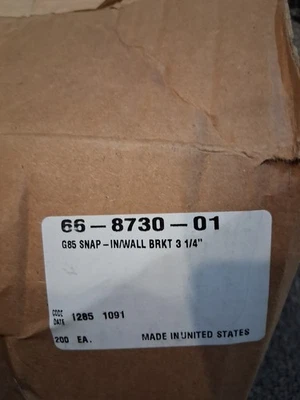 66-8730-01
G85 SNAP-IN/WALL BRKT 3 1/4"
CODE
DATE 1285 1091
200 EA. MADE IN UNITED STATES